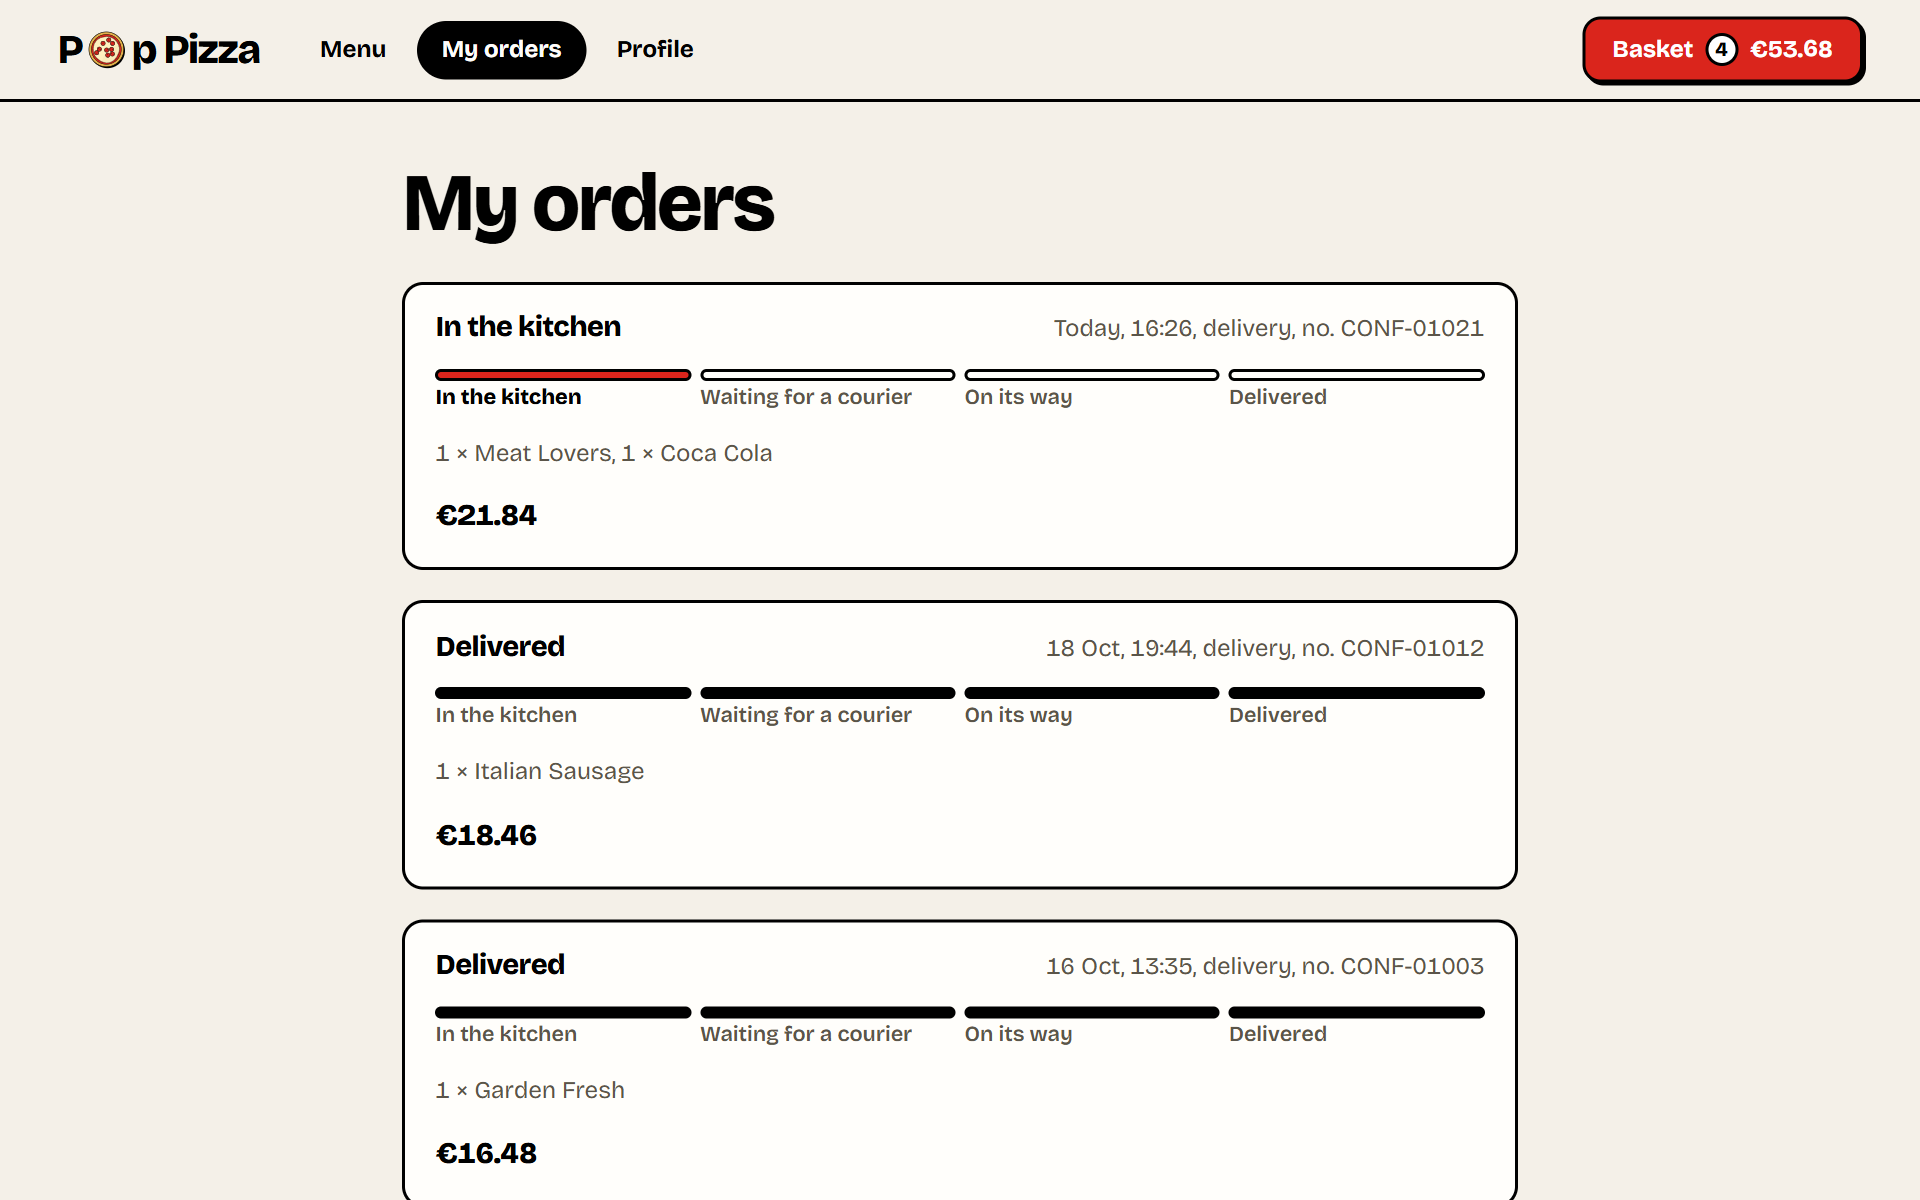 Pop Pizza
Menu
My orders
Profile
Basket 4 €53.68
My orders
In the kitchen
Today, 16:26, delivery, no. CONF-01021
In the kitchen
Waiting for a courier
On its way
Delivered
1 × Meat Lovers, 1 × Coca Cola
€21.84
Delivered
18 Oct, 19:44, delivery, no. CONF-01012
In the kitchen
Waiting for a courier
On its way
Delivered
1 × Italian Sausage
€18.46
Delivered
16 Oct, 13:35, delivery, no. CONF-01003
In the kitchen
Waiting for a courier
On its way
Delivered
1 × Garden Fresh
€16.48